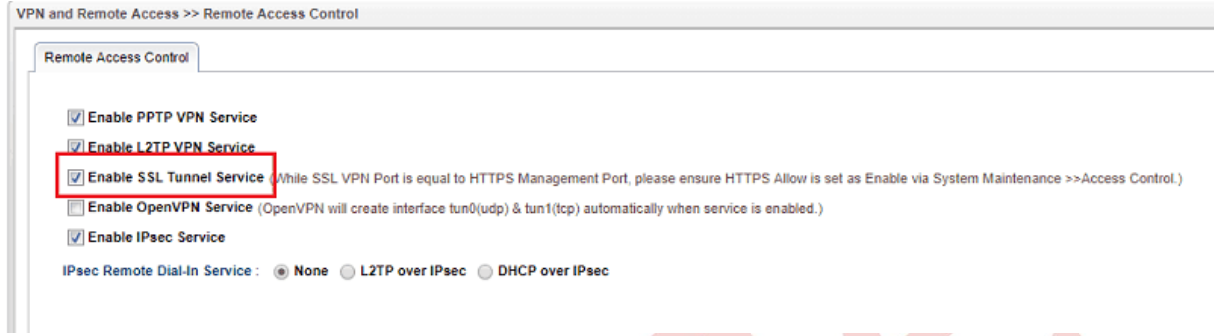 VPN and Remote Access >> Remote Access Control
Remote Access Control
Enable PPTP VPN Service
Enable L2TP VPN Service
Enable SSL Tunnel Service (While SSL VPN Port is equal to HTTPS Management Port, please ensure HTTPS Allow is set as Enable via System Maintenance >>Access Control.)
Enable OpenVPN Service (OpenVPN will create interface tun0(udp) & tun1(tcp) automatically when service is enabled.)
Enable IPsec Service
IPsec Remote Dial-In Service : None L2TP over IPsec DHCP over IPsec